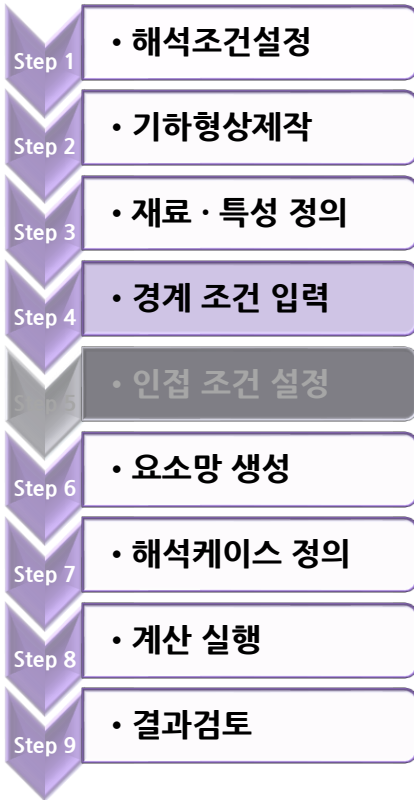 Step 1
• 해석조건설정
Step 2
• 기하형상제작
Step 3
• 재료 · 특성 정의
Step 4
• 경계 조건 입력
Step 5
• 인접 조건 설정
Step 6
• 요소망 생성
Step 7
• 해석케이스 정의
Step 8
• 계산 실행
Step 9
• 결과검토